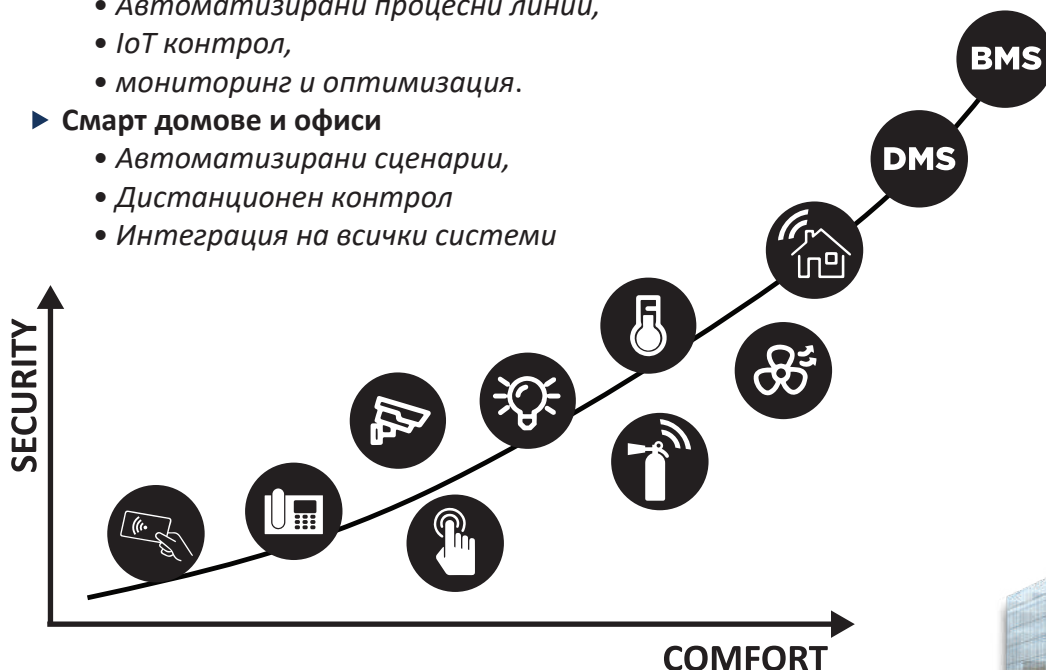 • Автоматизирани процесни линии,
• IoT контрол,
• мониторинг и оптимизация.
▶ Смарт домове и офиси
• Автоматизирани сценарии,
• Дистанционен контрол
• Интеграция на всички системи
BMS
DMS
SECURITY
COMFORT